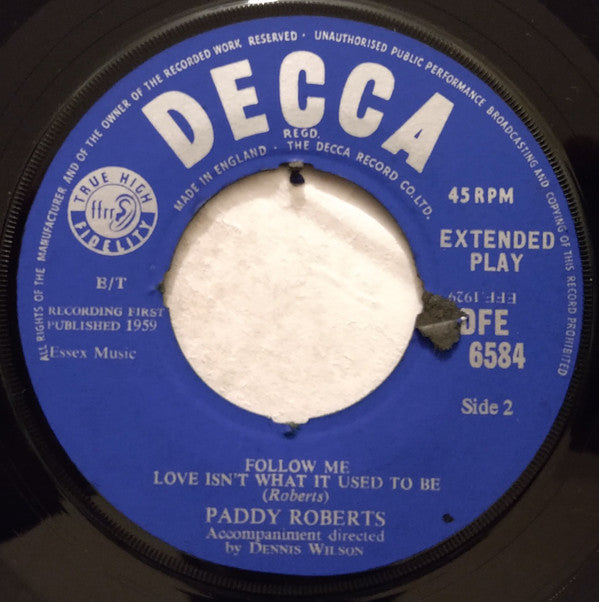 ALL RIGHTS OF THE MANUFACTURER AND OF THE OWNER OF THE RECORDED WORK RESERVED · UNAUTHORISED PUBLIC PERFORMANCE BROADCASTING AND COPYING OF THIS RECORD PROHIBITED
DECCA
REGD.
MADE IN ENGLAND · THE DECCA RECORD CO. LTD.
TRUE HIGH
ffrr
FIDELITY
45 RPM
EXTENDED
PLAY
E/T
EFF.1929
RECORDING FIRST
PUBLISHED 1959
DFE
6584
Essex Music
Side 2
FOLLOW ME
LOVE ISN'T WHAT IT USED TO BE
(Roberts)
PADDY ROBERTS
Accompaniment directed
by DENNIS WILSON